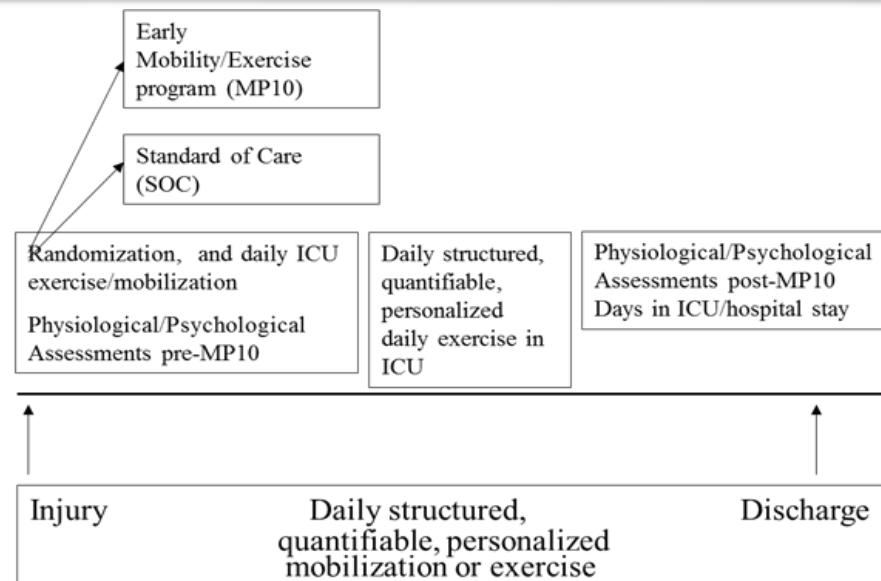 Early
Mobility/Exercise
program (MP10)
Standard of Care
(SOC)
Randomization, and daily ICU
exercise/mobilization
Physiological/Psychological
Assessments pre-MP10
Daily structured,
quantifiable,
personalized
daily exercise in
ICU
Physiological/Psychological
Assessments post-MP10
Days in ICU/hospital stay
Injury
Daily structured,
quantifiable, personalized
mobilization or exercise
Discharge